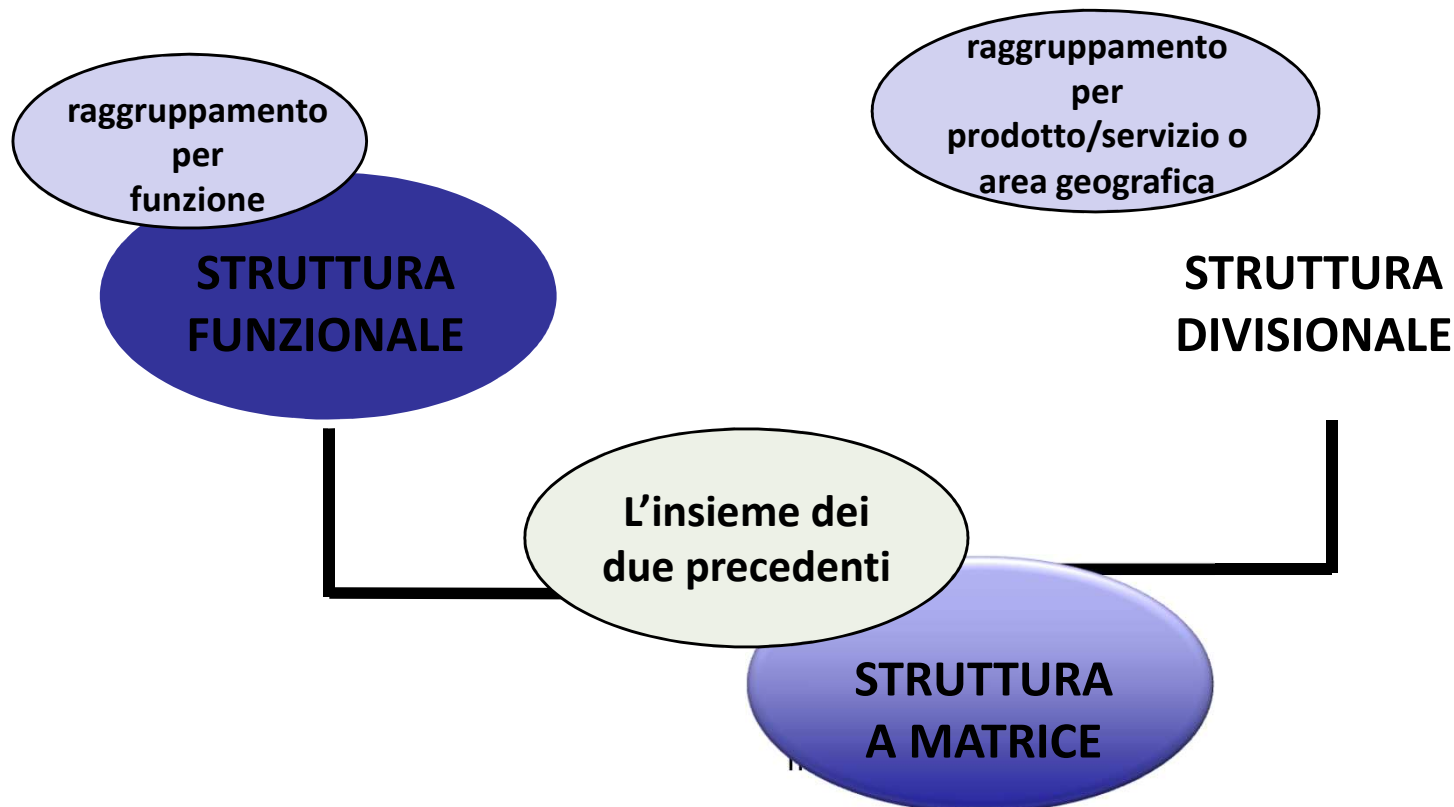 raggruppamento
per
funzione
STRUTTURA
FUNZIONALE
raggruppamento
per
prodotto/servizio o
area geografica
STRUTTURA
DIVISIONALE
L’insieme dei
due precedenti
STRUTTURA
A MATRICE